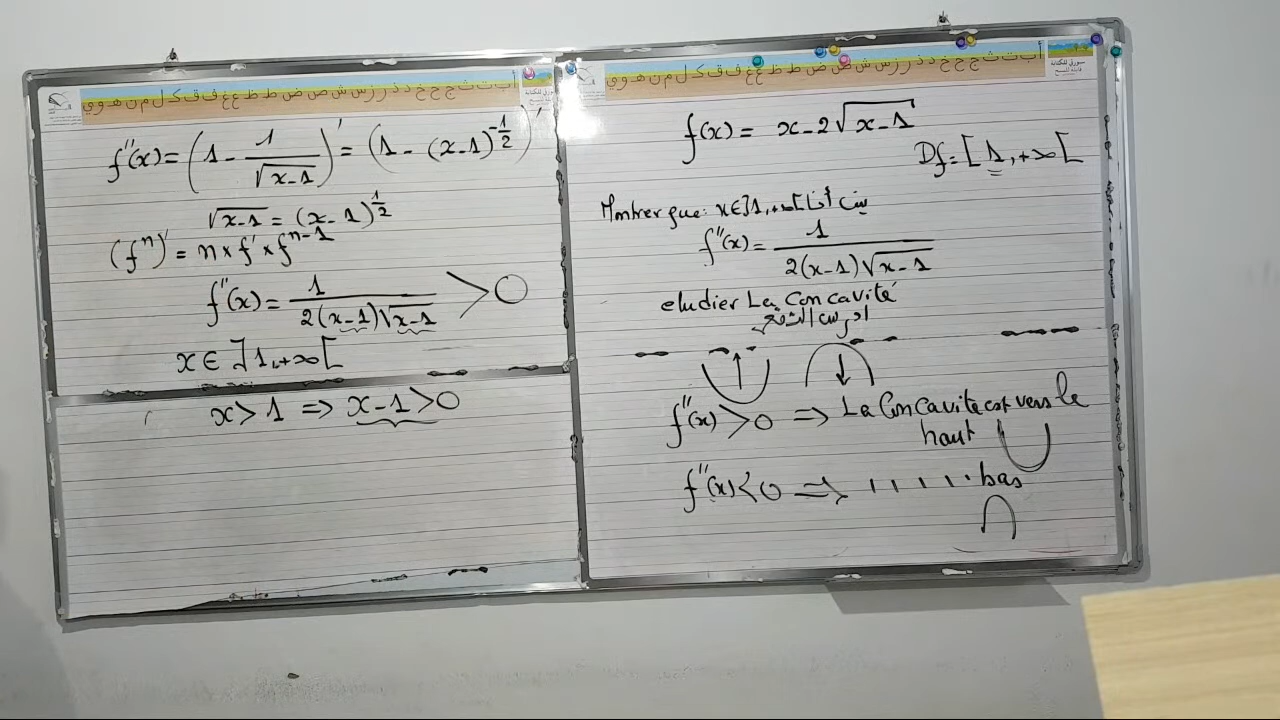 أ ب ت ث ج ح خ د ذ ر ز س ش ص ض ط ظ ع غ ف ق ك ل م ن ه و ي
f''(x) = (1 - 1/√(x-1))' = (1 - (x-1)^(-1/2))'
√(x-1) = (x-1)^(1/2)
(f^n)' = n × f' × f^(n-1)
f''(x) = 1/(2(x-1)√(x-1)) > 0
x ∈ ]1,+∞[
x > 1 => x-1 > 0
أ ب ت ث ج ح خ د ذ ر ز س ش ص ض ط ظ ع غ ف ق ك ل م ن ه و ي
f(x) = x-2√(x-1)
Df = [1,+∞[
Montrer que: x∈]1,+∞[ بين أن
f''(x) = 1/(2(x-1)√(x-1))
etudier La Concavité
ادرس التقعر
f''(x) > 0 => La Concavité est vers le
haut
f''(x) < 0 => ı ı ı ı ı bas